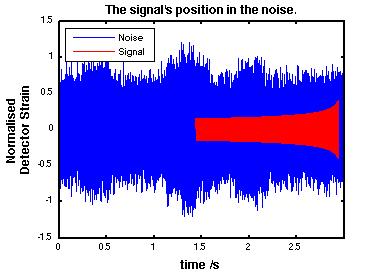 The signal's position in the noise.
1.5
1
0.5
0
-0.5
-1
-1.5
Normalised
Detector Strain
Noise
Signal
0
0.5
1
1.5
2
2.5
time /s